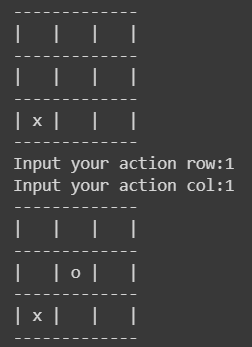 -------------
|   |   |   |
-------------
|   |   |   |
-------------
| x |   |   |
-------------
Input your action row:1
Input your action col:1
-------------
|   |   |   |
-------------
|   | o |   |
-------------
| x |   |   |
-------------